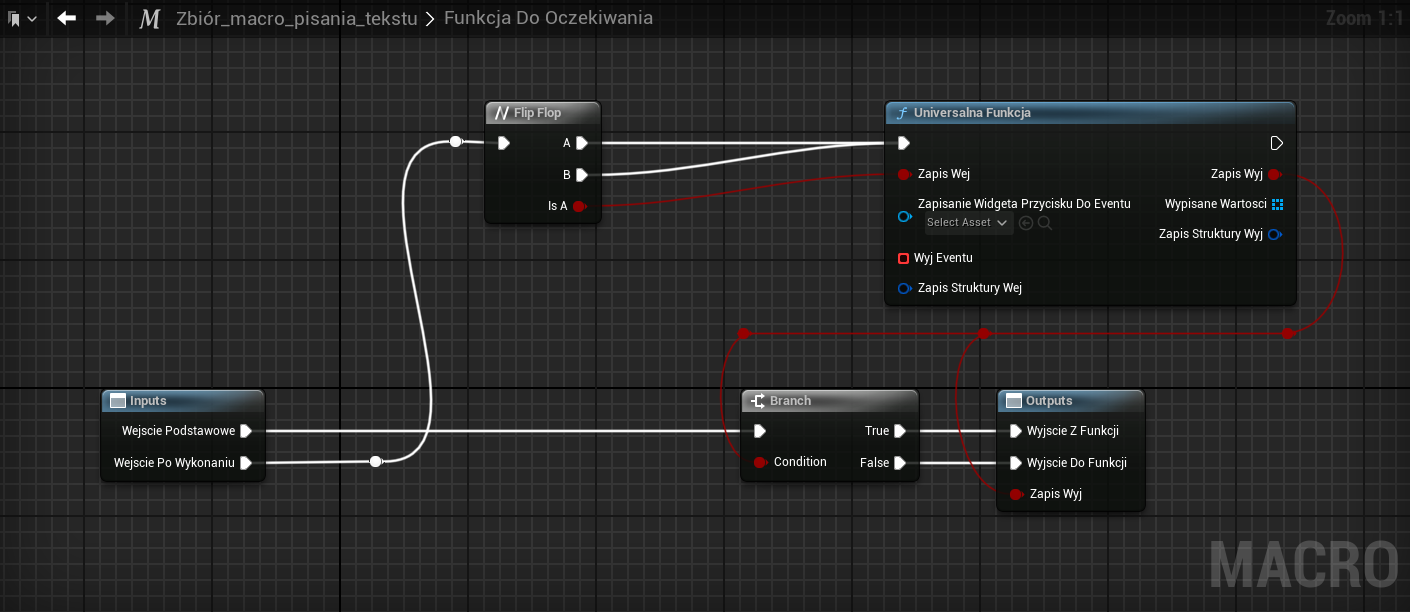 Zbiór_macro_pisania_tekstu > Funkcja Do Oczekiwania
Zoom 1:1
Flip Flop
A
B
Is A
Universalna Funkcja
Zapis Wej
Zapis Wyj
Zapisanie Widgeta Przycisku Do Eventu
Wypisane Wartosci
Select Asset
Zapis Struktury Wyj
Wyj Eventu
Zapis Struktury Wej
Inputs
Wejscie Podstawowe
Wejscie Po Wykonaniu
Branch
True
Condition
False
Outputs
Wyjscie Z Funkcji
Wyjscie Do Funkcji
Zapis Wyj
MACRO